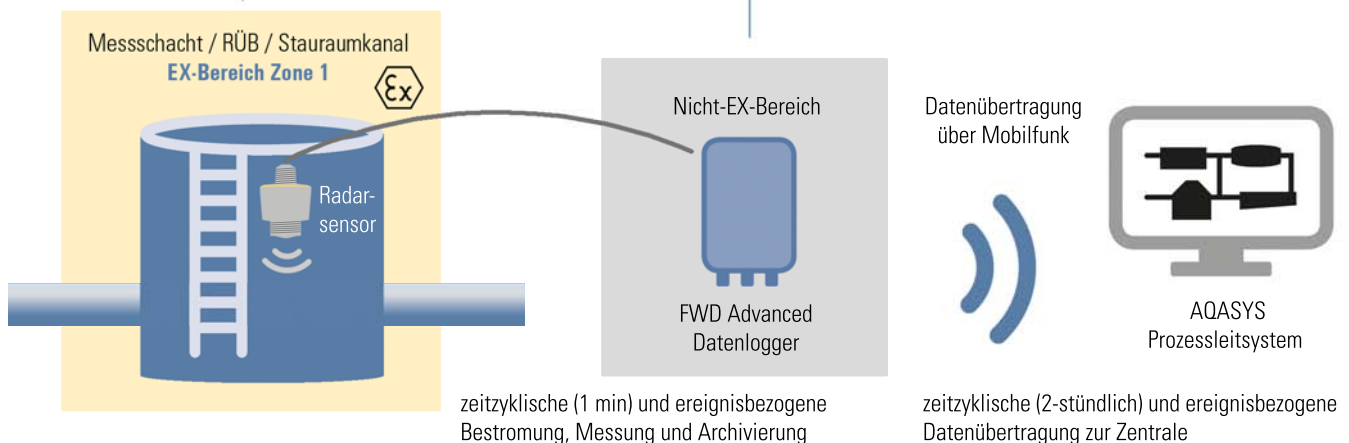 Messschacht / RÜB / Stauraumkanal
EX-Bereich Zone 1
Ex
Radar-
sensor
Nicht-EX-Bereich
FWD Advanced
Datenlogger
zeitzyklische (1 min) und ereignisbezogene
Bestromung, Messung und Archivierung
Datenübertragung
über Mobilfunk
AQASYS
Prozessleitsystem
zeitzyklische (2-stündlich) und ereignisbezogene
Datenübertragung zur Zentrale